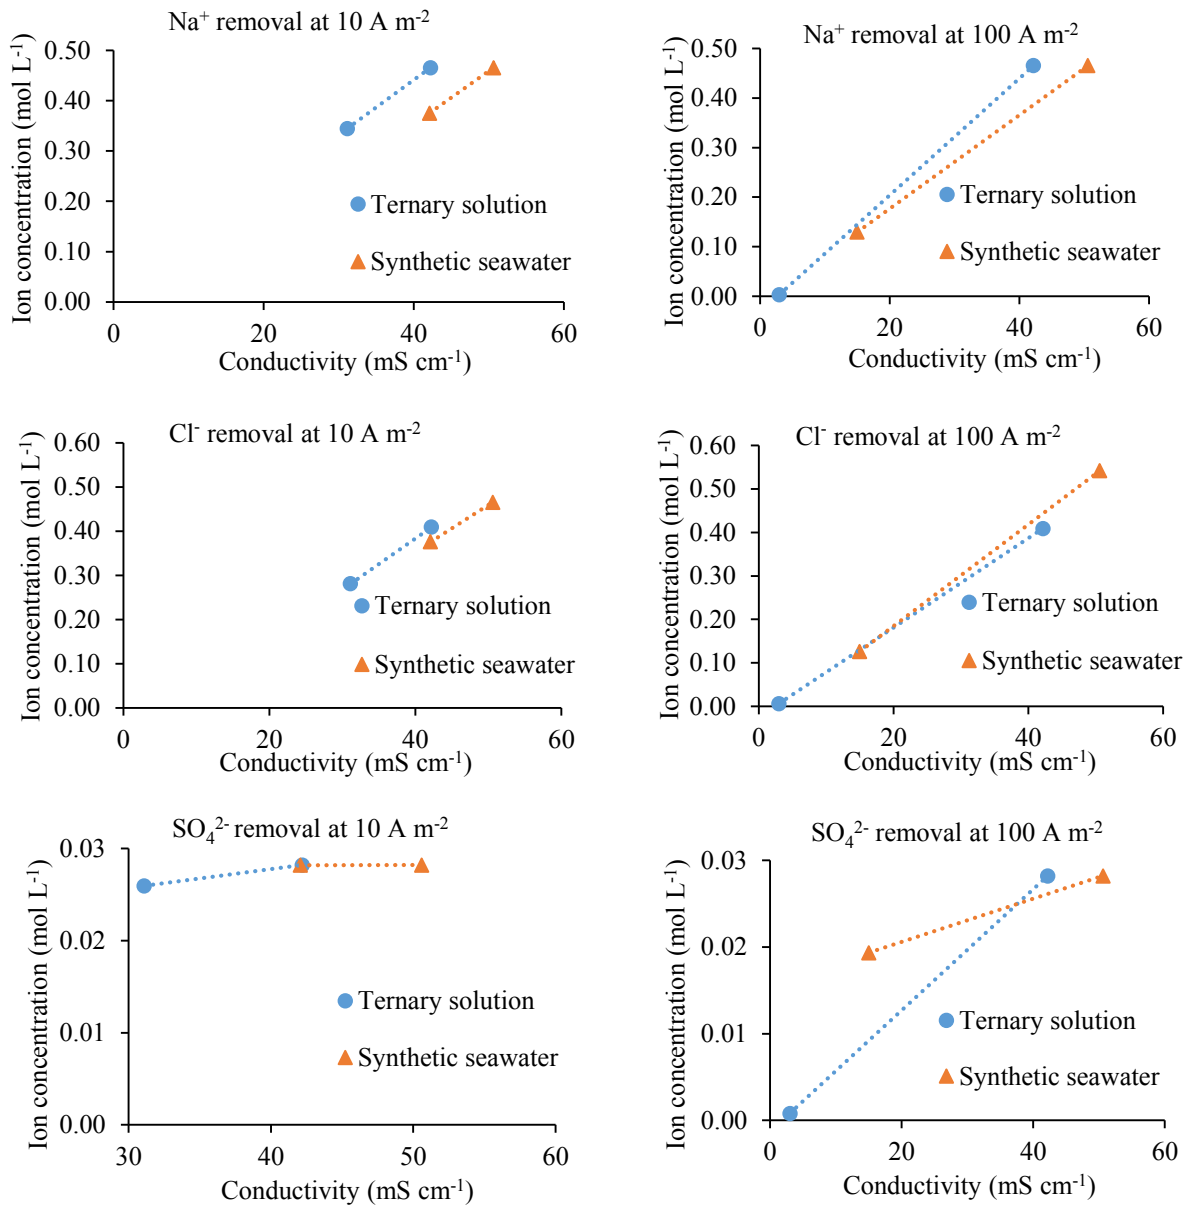 Na⁺ removal at 10 A m⁻²
Ion concentration (mol L⁻¹)
0.50
0.40
0.30
0.20
0.10
0.00
0
20
40
60
Conductivity (mS cm⁻¹)
Ternary solution
Synthetic seawater
Na⁺ removal at 100 A m⁻²
Ion concentration (mol L⁻¹)
0.50
0.40
0.30
0.20
0.10
0.00
0
20
40
60
Conductivity (mS cm⁻¹)
Ternary solution
Synthetic seawater
Cl⁻ removal at 10 A m⁻²
Ion concentration (mol L⁻¹)
0.60
0.50
0.40
0.30
0.20
0.10
0.00
0
20
40
60
Conductivity (mS cm⁻¹)
Ternary solution
Synthetic seawater
Cl⁻ removal at 100 A m⁻²
Ion concentration (mol L⁻¹)
0.60
0.50
0.40
0.30
0.20
0.10
0.00
0
20
40
60
Conductivity (mS cm⁻¹)
Ternary solution
Synthetic seawater
SO₄²⁻ removal at 10 A m⁻²
Ion concentration (mol L⁻¹)
0.03
0.02
0.01
0.00
30
40
50
60
Conductivity (mS cm⁻¹)
Ternary solution
Synthetic seawater
SO₄²⁻ removal at 100 A m⁻²
Ion concentration (mol L⁻¹)
0.03
0.02
0.01
0.00
0
20
40
60
Conductivity (mS cm⁻¹)
Ternary solution
Synthetic seawater